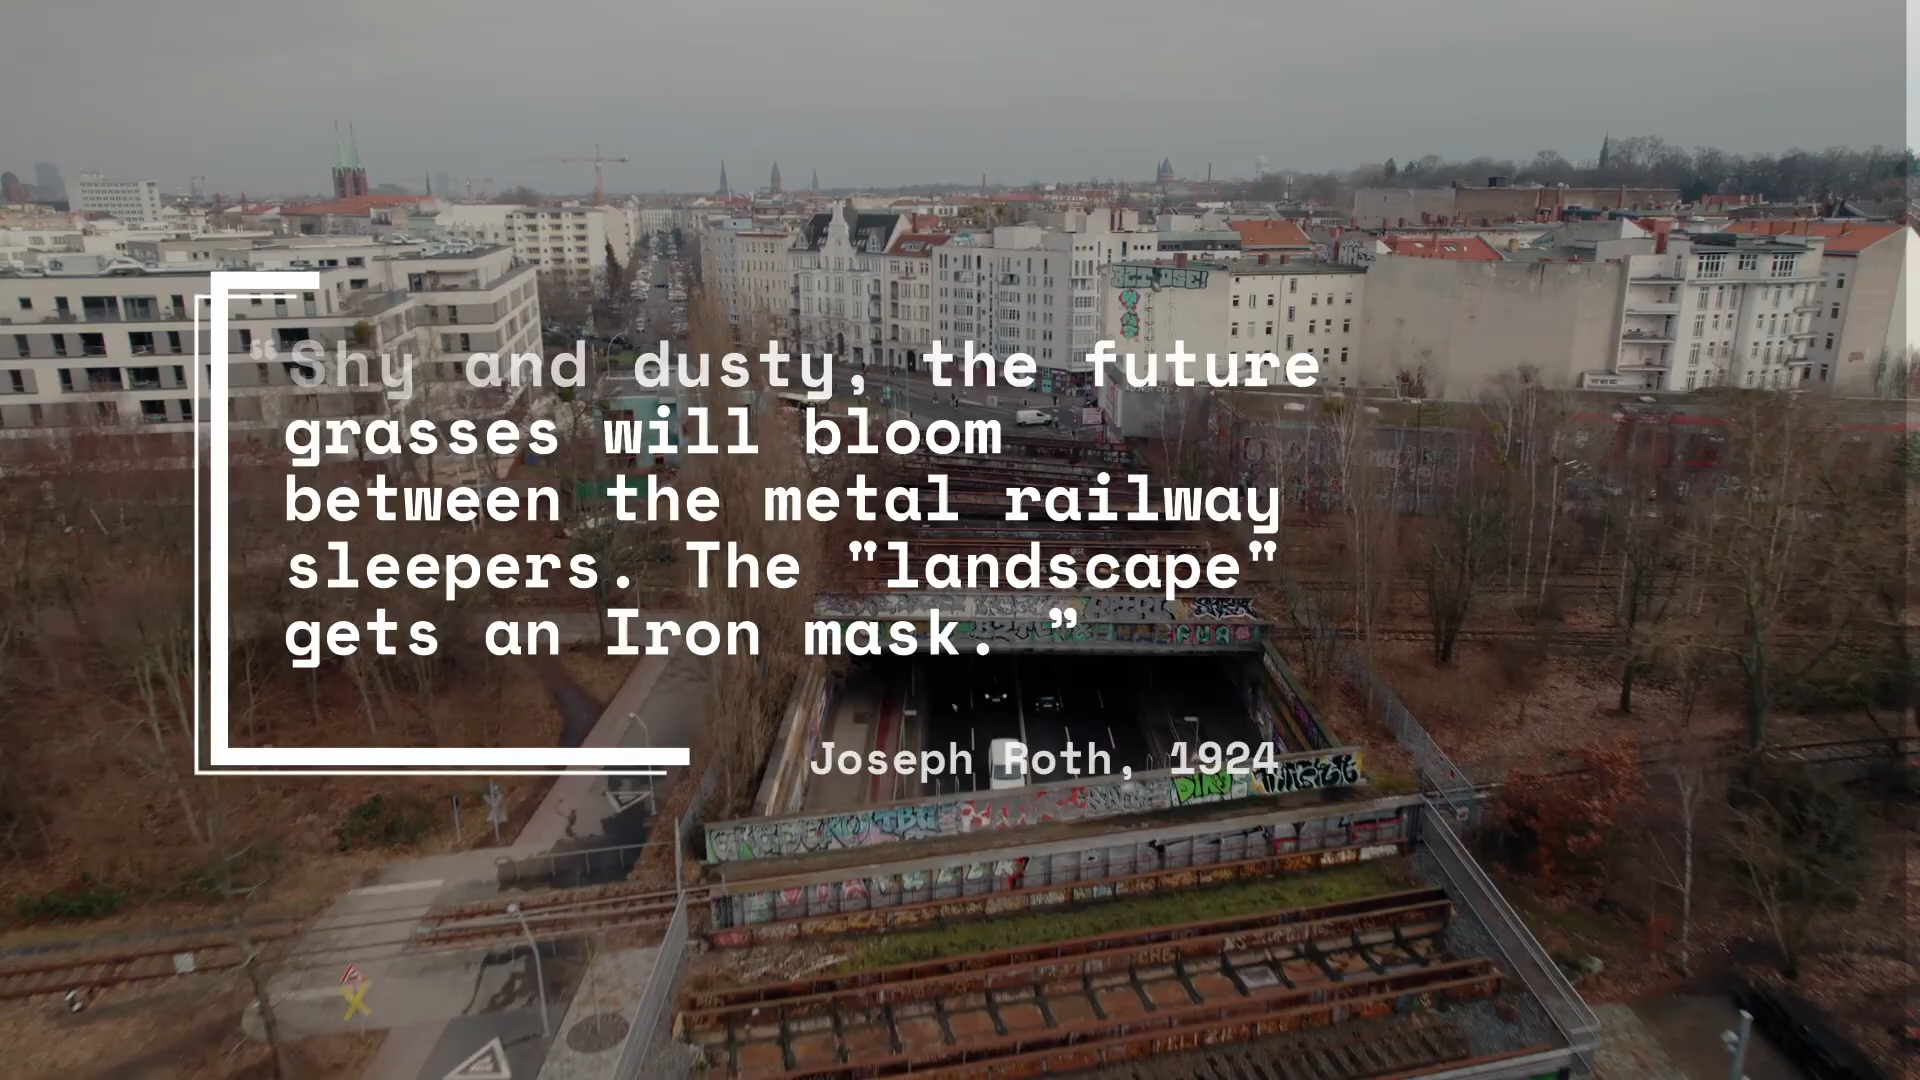 “Shy and dusty, the future
grasses will bloom
between the metal railway
sleepers. The "landscape"
gets an Iron mask. ”
Joseph Roth, 1924